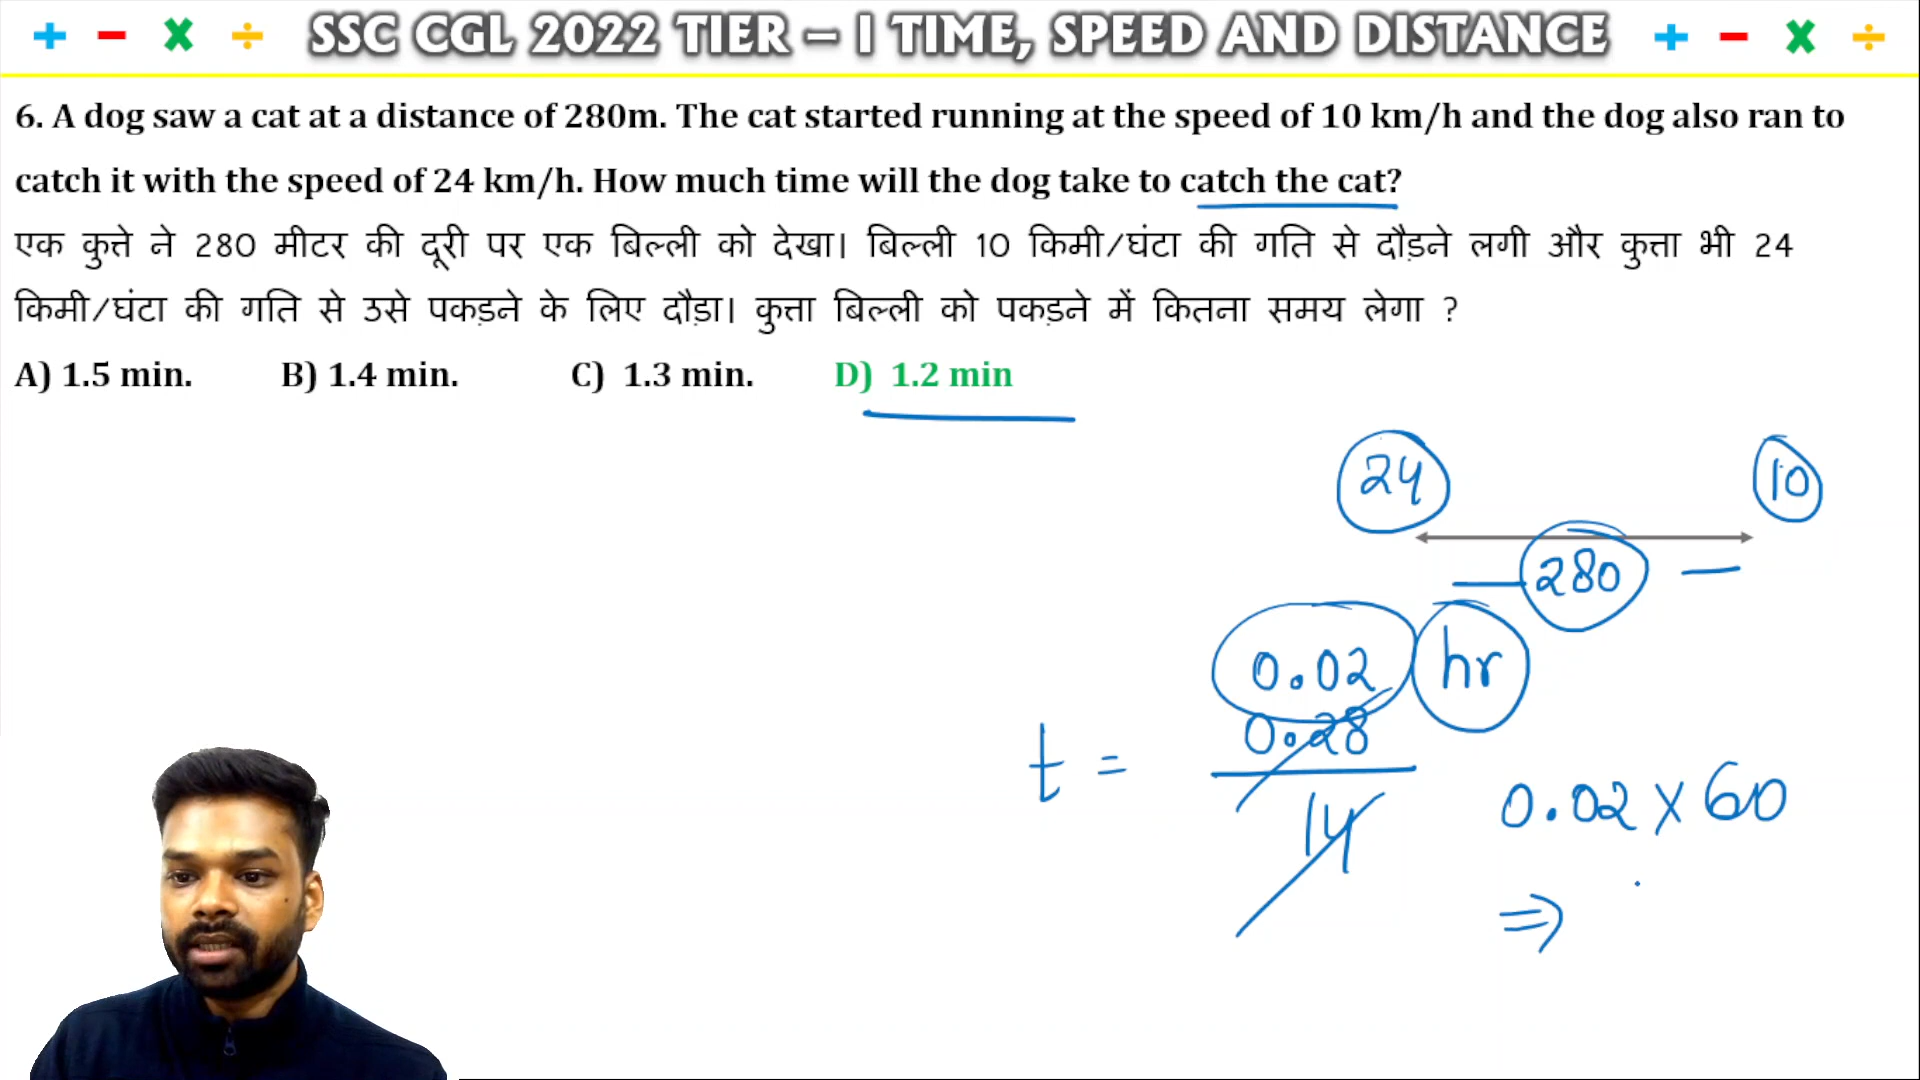 + - × ÷ SSC CGL 2022 TIER – I TIME, SPEED AND DISTANCE + - × ÷
6. A dog saw a cat at a distance of 280m. The cat started running at the speed of 10 km/h and the dog also ran to
catch it with the speed of 24 km/h. How much time will the dog take to catch the cat?
एक कुत्ते ने 280 मीटर की दूरी पर एक बिल्ली को देखा। बिल्ली 10 किमी/घंटा की गति से दौड़ने लगी और कुत्ता भी 24
किमी/घंटा की गति से उसे पकड़ने के लिए दौड़ा। कुत्ता बिल्ली को पकड़ने में कितना समय लेगा ?
A) 1.5 min. B) 1.4 min. C) 1.3 min. D) 1.2 min
24 10
280
0.02 hr
0.28
t =
14
0.02 × 60
⇒